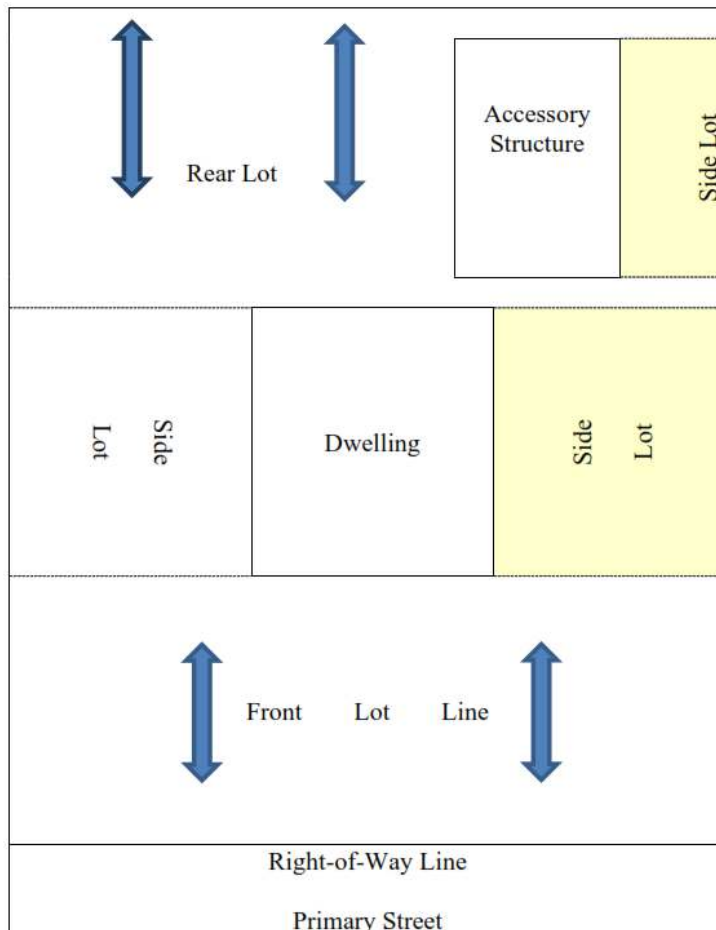 Accessory
Structure
Side Lot
Rear Lot
Side
Lot
Dwelling
Side
Lot
Front Lot Line
Right-of-Way Line
Primary Street